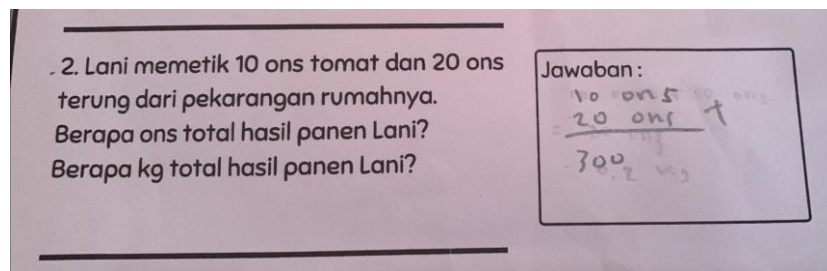 2. Lani memetik 10 ons tomat dan 20 ons
terung dari pekarangan rumahnya.
Berapa ons total hasil panen Lani?
Berapa kg total hasil panen Lani?
Jawaban :
10 ons
20 ons +
300